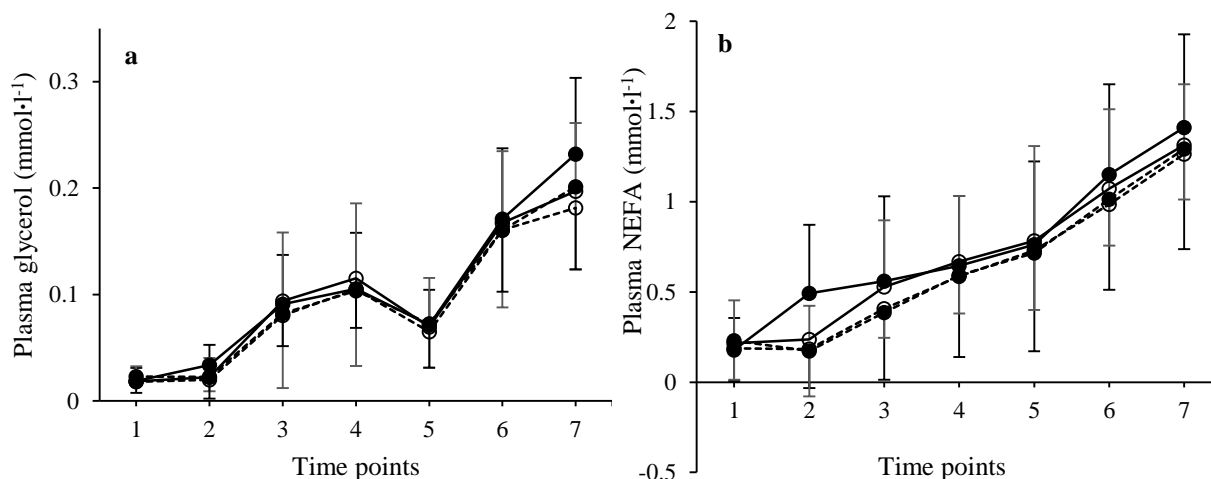 a
Plasma glycerol (mmol·l-1)
0.3
0.2
0.1
0
1 2 3 4 5 6 7
Time points
b
Plasma NEFA (mmol·l-1)
2
1.5
1
0.5
0
-0.5
1 2 3 4 5 6 7
Time points